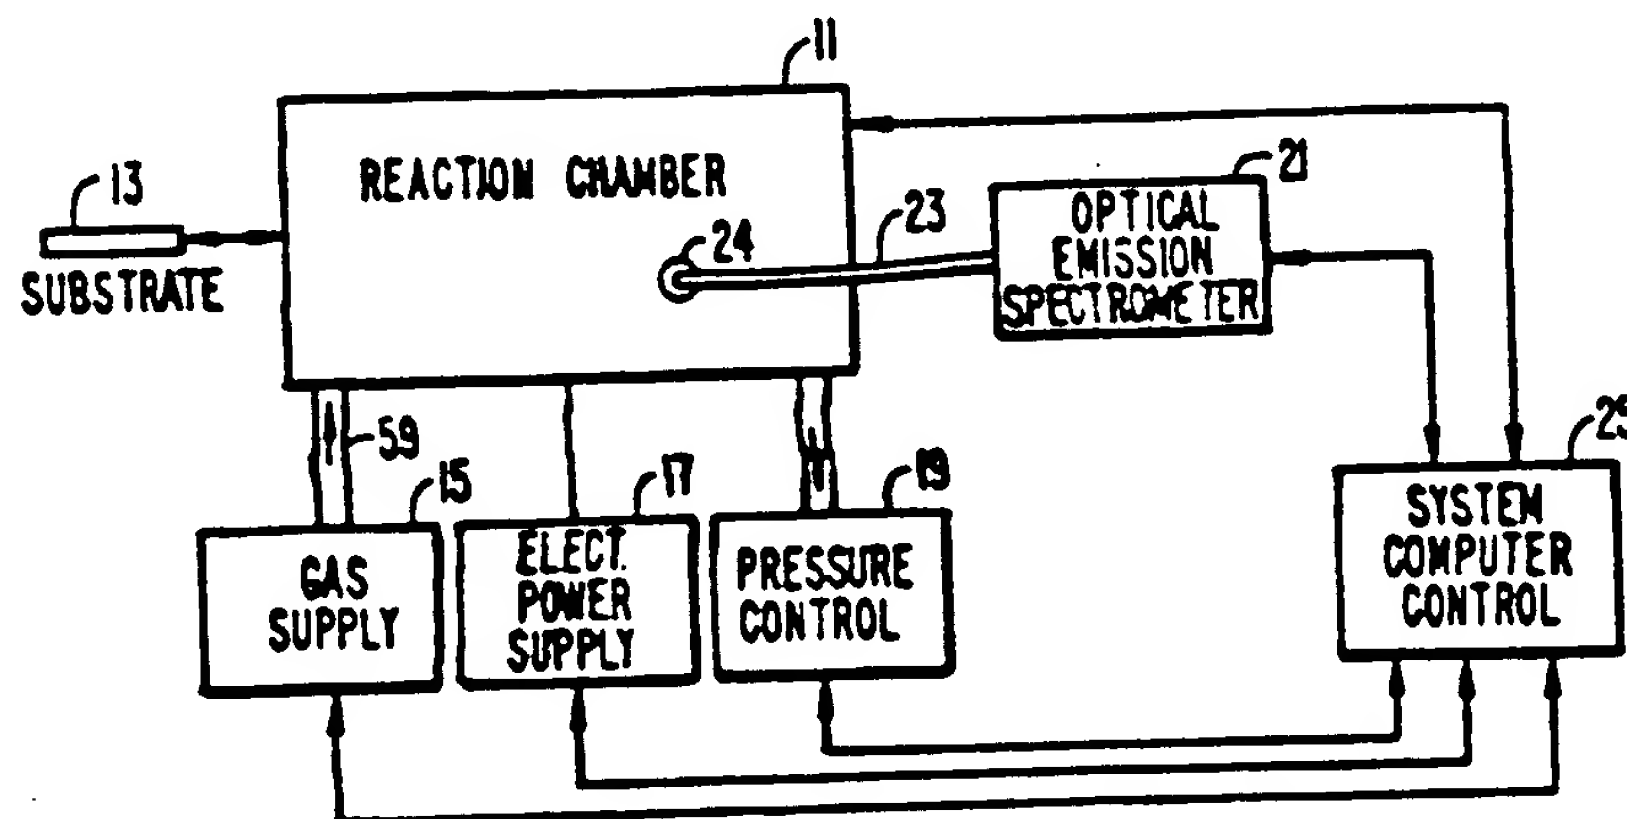 11
REACTION CHAMBER
13
21
OPTICAL
EMISSION
SPECTROMETER
23
24
SUBSTRATE
59
15
17
19
GAS
SUPPLY
ELECT.
POWER
SUPPLY
PRESSURE
CONTROL
SYSTEM
COMPUTER
CONTROL